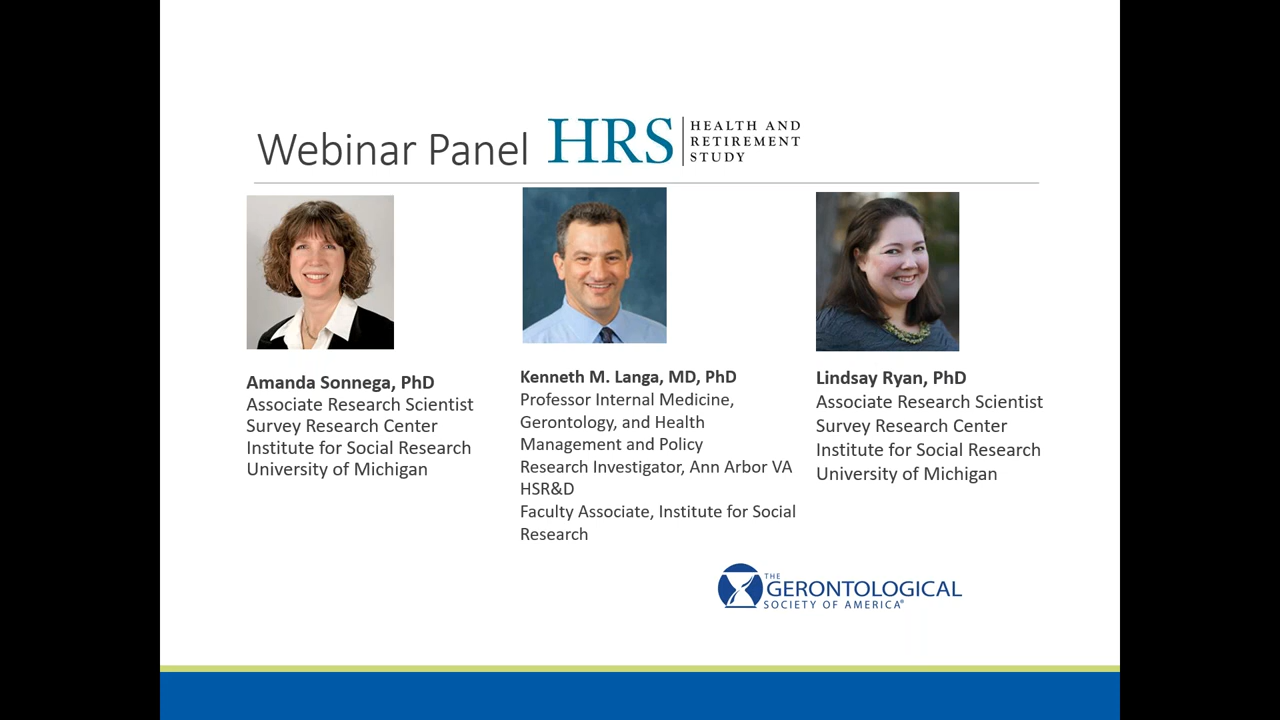 Webinar Panel
HRS
HEALTH AND
RETIREMENT
STUDY
Amanda Sonnega, PhD
Associate Research Scientist
Survey Research Center
Institute for Social Research
University of Michigan
Kenneth M. Langa, MD, PhD
Professor Internal Medicine,
Gerontology, and Health
Management and Policy
Research Investigator, Ann Arbor VA
HSR&D
Faculty Associate, Institute for Social
Research
Lindsay Ryan, PhD
Associate Research Scientist
Survey Research Center
Institute for Social Research
University of Michigan
THE
GERONTOLOGICAL
SOCIETY OF AMERICA®